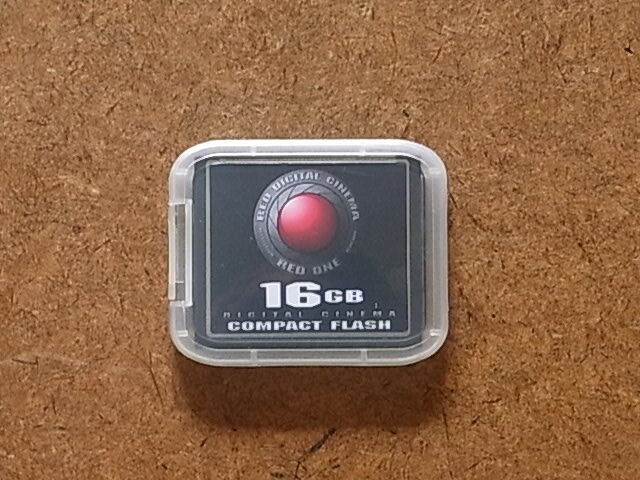 RED DIGITAL CINEMA
RED ONE
16GB
DIGITAL CINEMA
COMPACT FLASH